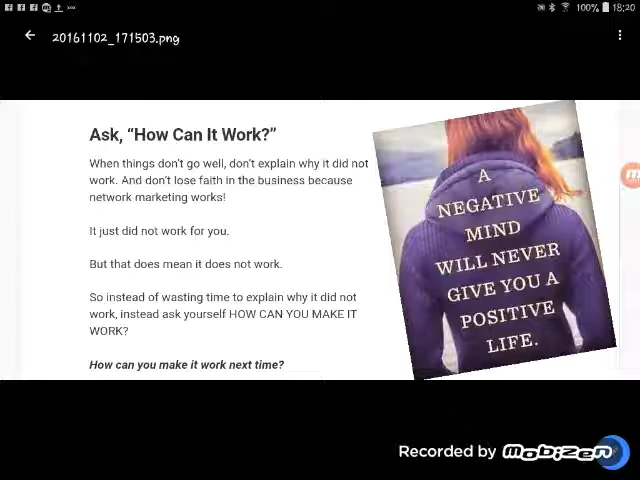 100% 18:20
20161102_171503.png
Ask, “How Can It Work?”
When things don't go well, don't explain why it did not
work. And don't lose faith in the business because
network marketing works!
It just did not work for you.
But that does mean it does not work.
So instead of wasting time to explain why it did not
work, instead ask yourself HOW CAN YOU MAKE IT
WORK?
How can you make it work next time?
A
NEGATIVE
MIND
WILL NEVER
GIVE YOU A
POSITIVE
LIFE.
Recorded by Mobizen